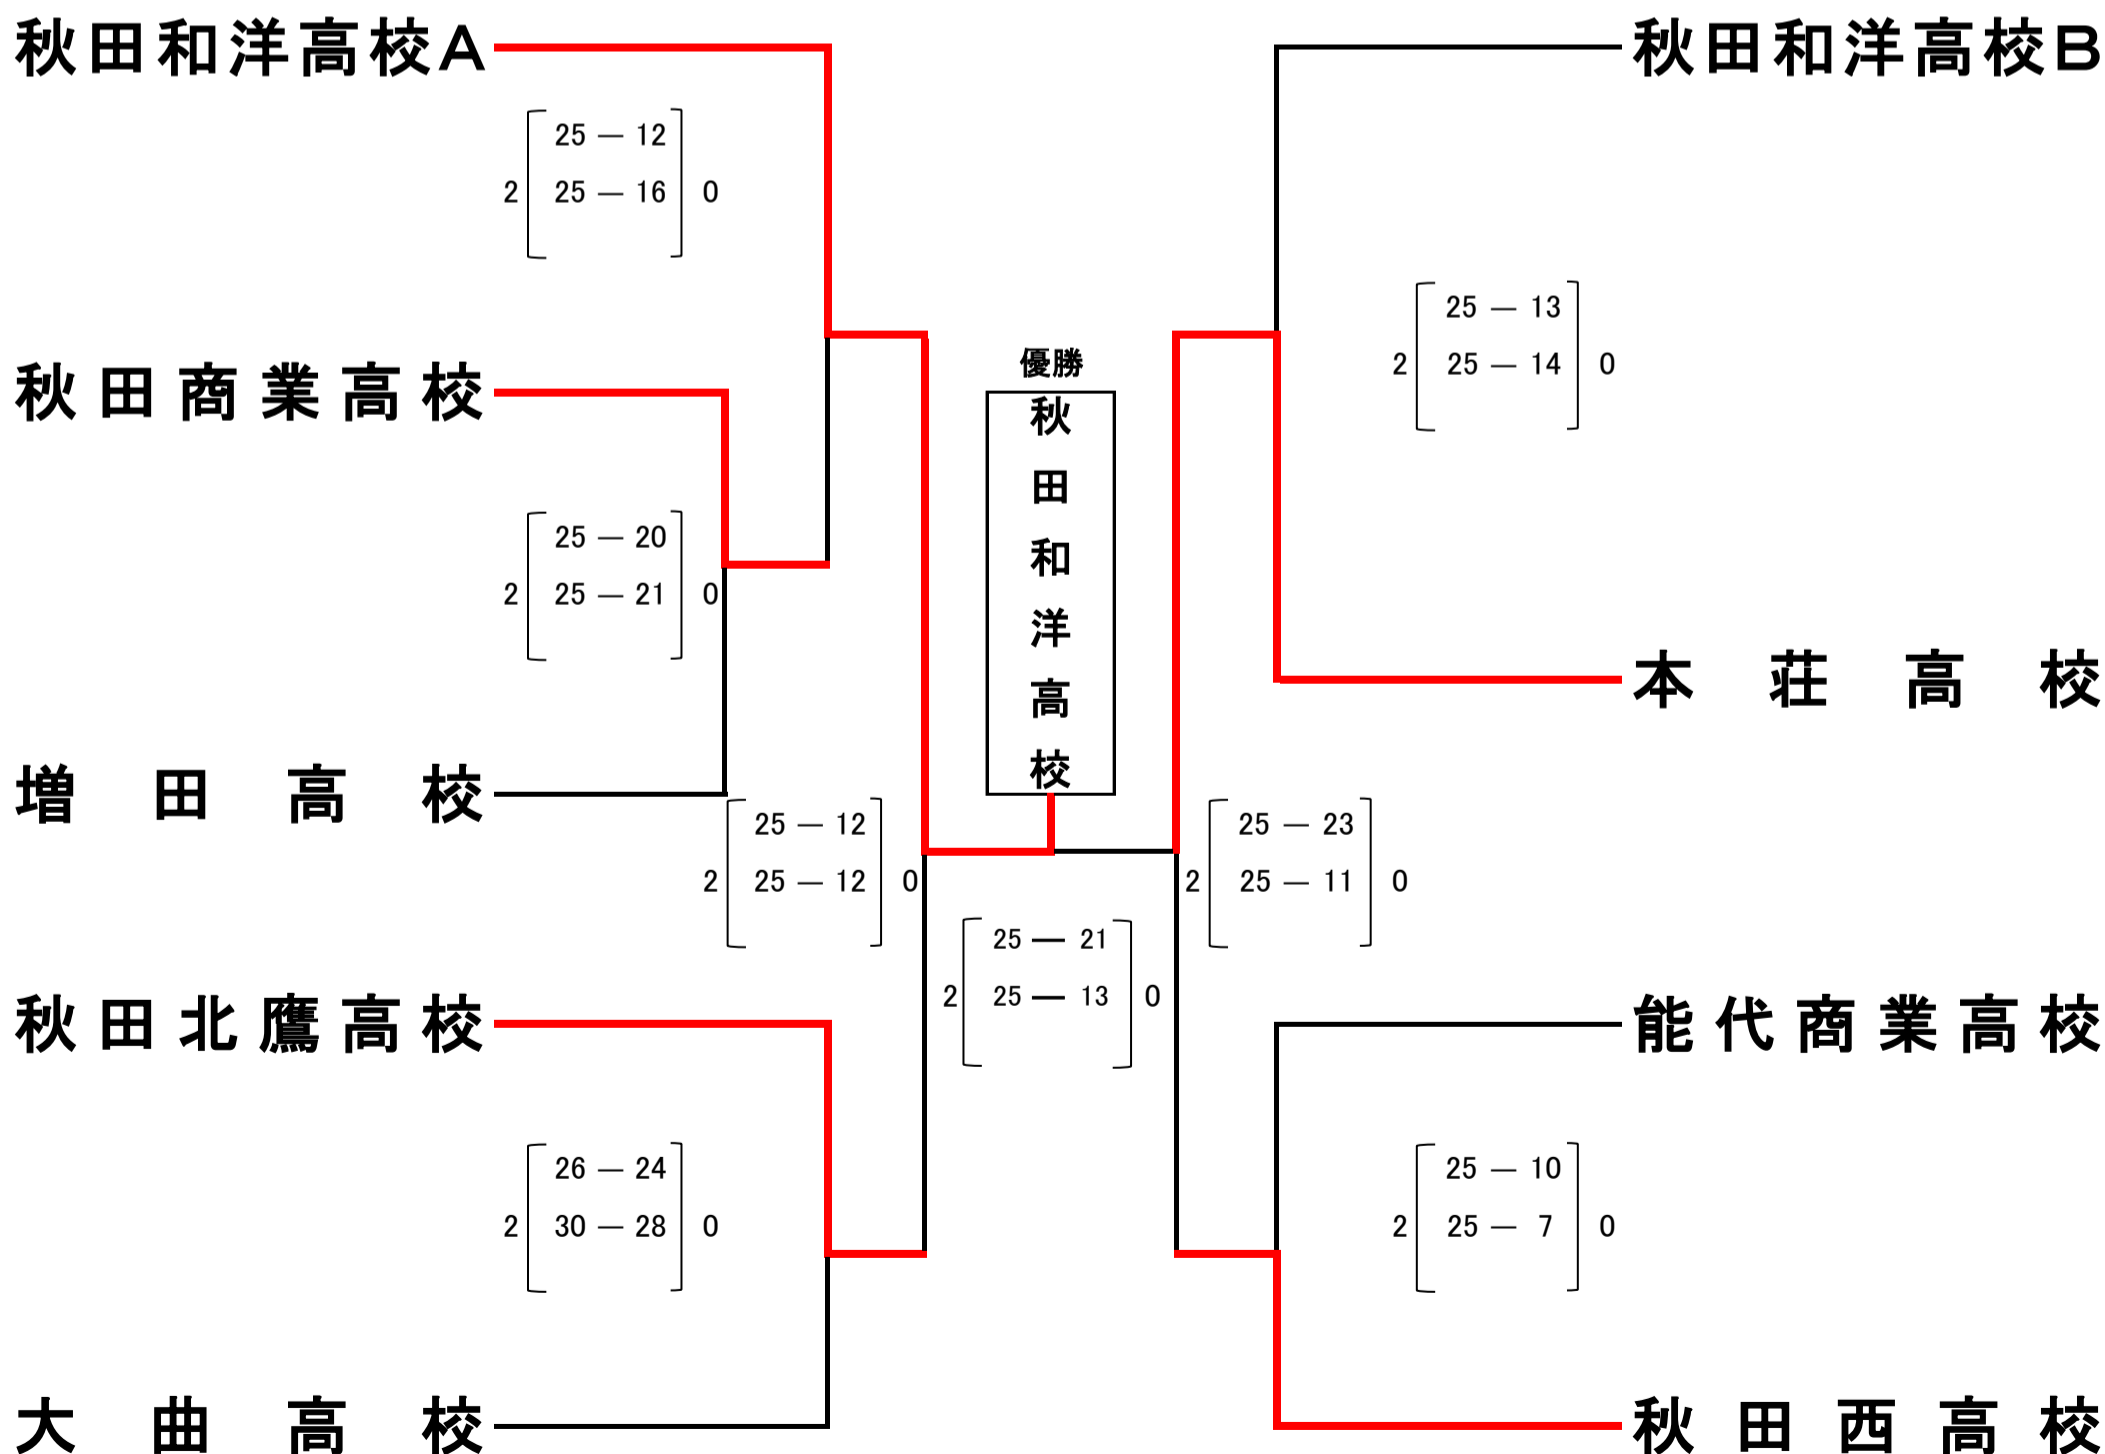 秋田和洋高校A
秋田和洋高校B
25 ― 12
2 25 ― 16 0
25 ― 13
2 25 ― 14 0
優勝
秋田和洋高校
秋田商業高校
25 ― 20
2 25 ― 21 0
本荘高校
増田高校
25 ― 12
2 25 ― 12 0
25 ― 23
2 25 ― 11 0
25 ― 21
2 25 ― 13 0
秋田北鷹高校
能代商業高校
26 ― 24
2 30 ― 28 0
25 ― 10
2 25 ― 7 0
大曲高校
秋田西高校